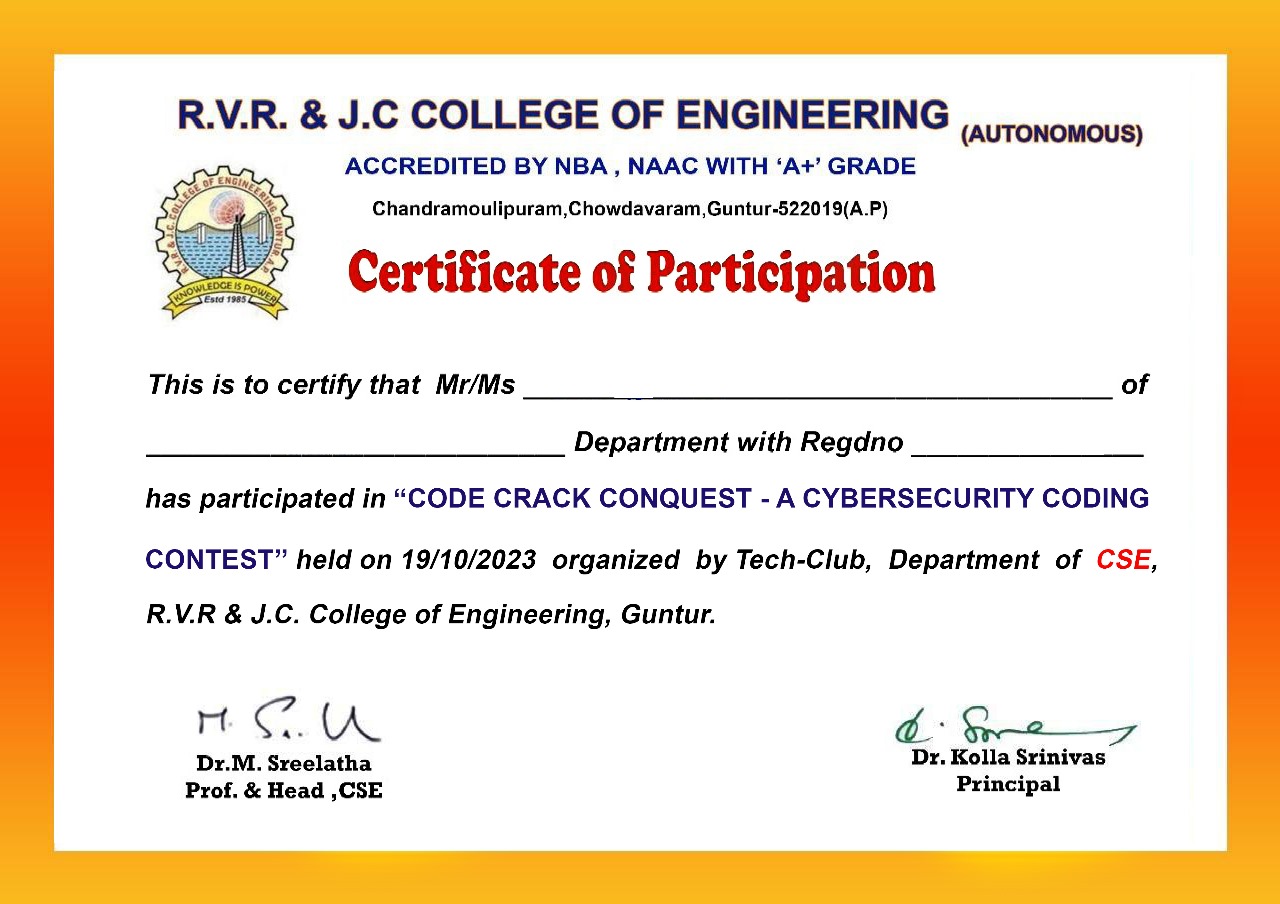 R.V.R. & J.C COLLEGE OF ENGINEERING (AUTONOMOUS)
ACCREDITED BY NBA , NAAC WITH ‘A+’ GRADE
Chandramoulipuram,Chowdavaram,Guntur-522019(A.P)
R.V.R. & J.C. COLLEGE OF ENGINEERING, GUNTUR, A.P.
KNOWLEDGE IS POWER
Estd 1985
Certificate of Participation
This is to certify that Mr/Ms ______________________________________ of
___________________________ Department with Regdno _______________
has participated in “CODE CRACK CONQUEST - A CYBERSECURITY CODING
CONTEST” held on 19/10/2023 organized by Tech-Club, Department of CSE,
R.V.R & J.C. College of Engineering, Guntur.
Dr.M. Sreelatha
Prof. & Head ,CSE
Dr. Kolla Srinivas
Principal